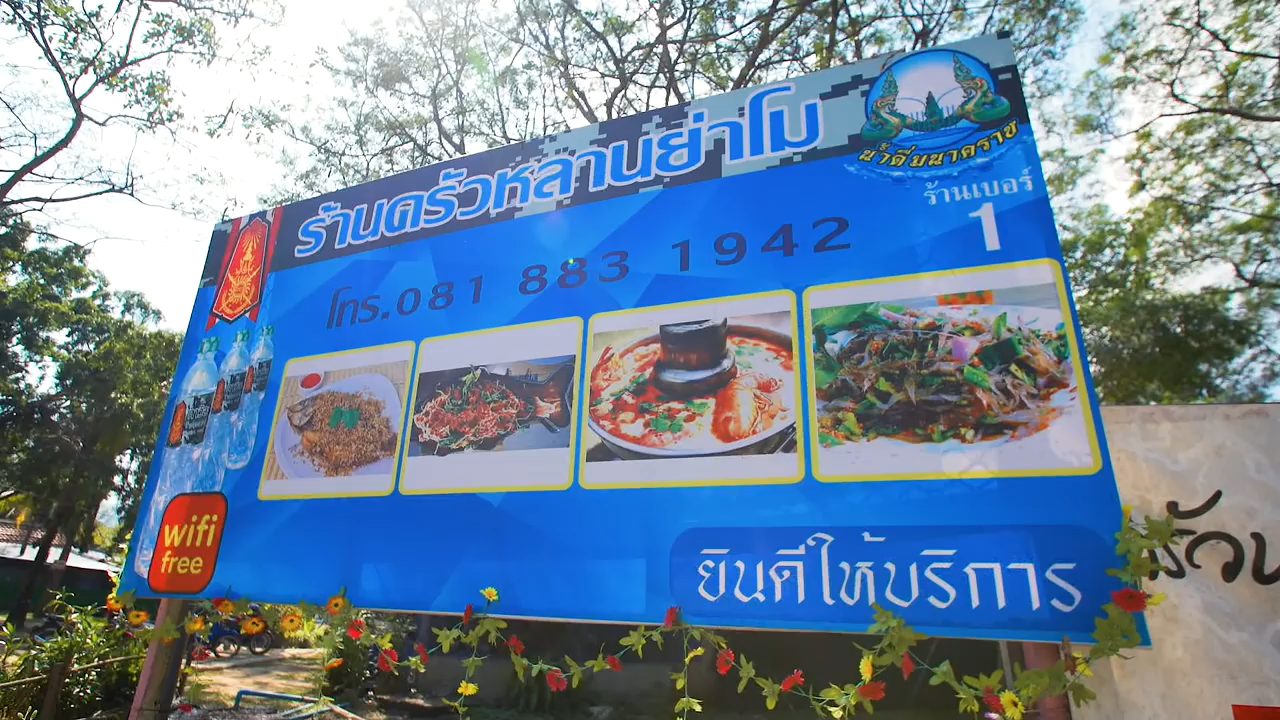 ร้านครัวหลานย่าโม
น้ำดื่มนาคราช
ร้านเบอร์
1
โทร.081 883 1942
wifi
free
ยินดีให้บริการ